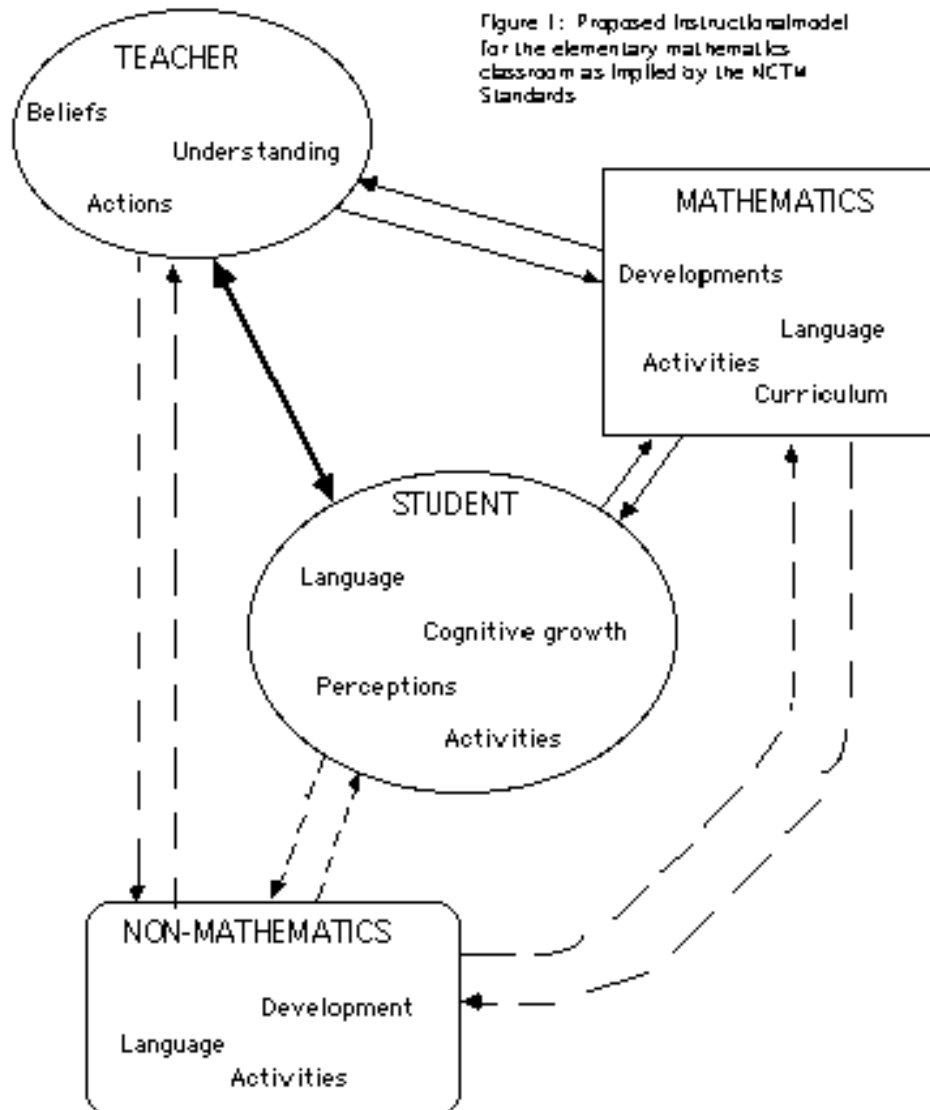 Figure 1: Proposed Instructionalmodel
for the elementary mathematics
classroom as implied by the NCTM
Standards
TEACHER
Beliefs
Understanding
Actions
MATHEMATICS
Developments
Language
Activities
Curriculum
STUDENT
Language
Cognitive growth
Perceptions
Activities
NON-MATHEMATICS
Development
Language
Activities